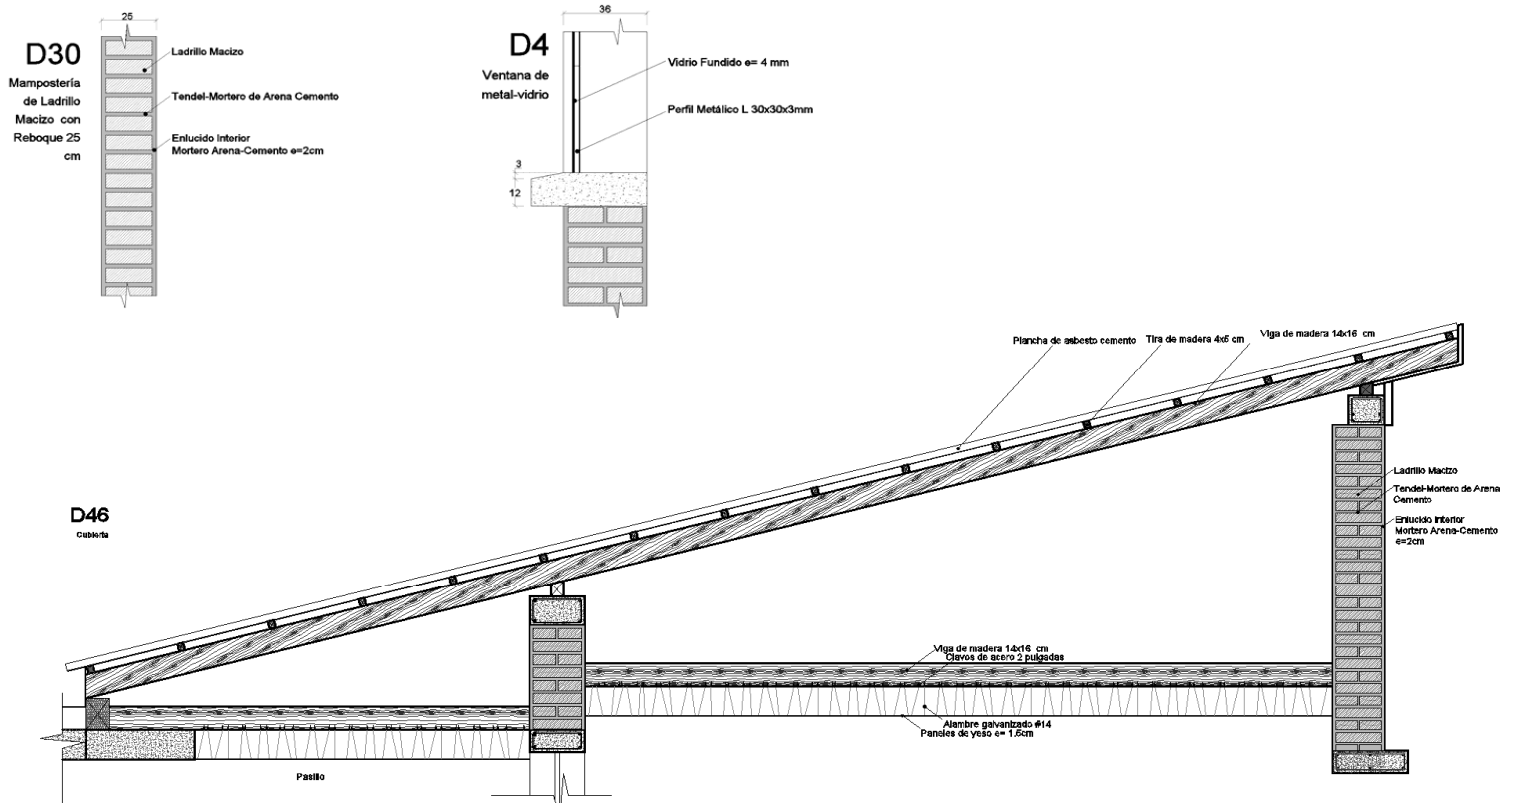 25
D30
Mampostería
de Ladrillo
Macizo con
Reboque 25
cm
Ladrillo Macizo
Tendel-Mortero de Arena Cemento
Enlucido Interior
Mortero Arena-Cemento e=2cm
36
D4
Ventana de
metal-vidrio
Vidrio Fundido e= 4 mm
Perfil Metálico L 30x30x3mm
3
12
Plancha de asbesto cemento
Tira de madera 4x5 cm
Viga de madera 14x16 cm
D46
Cubierta
Ladrillo Macizo
Tendel-Mortero de Arena
Cemento
Enlucido Interior
Mortero Arena-Cemento
e=2cm
Viga de madera 14x16 cm
Clavos de acero 2 pulgadas
Alambre galvanizado #14
Paneles de yeso e= 1.5cm
Pasillo